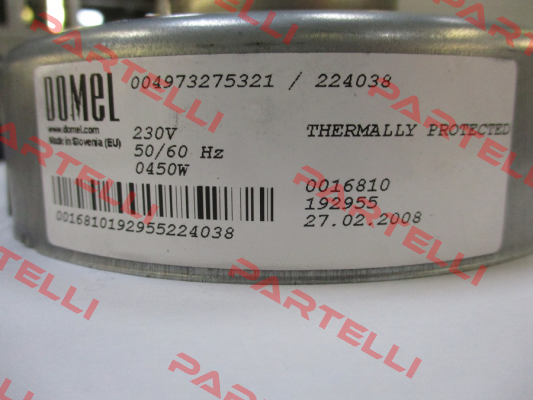 DOMEL
004973275321 / 224038
www.domel.com
Made in Slovenia (EU)
230V
THERMALLY PROTECTED
50/60 Hz
0450W
0016810
192955
27.02.2008
0016810192955224038
PARTELLI
PARTELLI
PARTELLI
PARTELLI